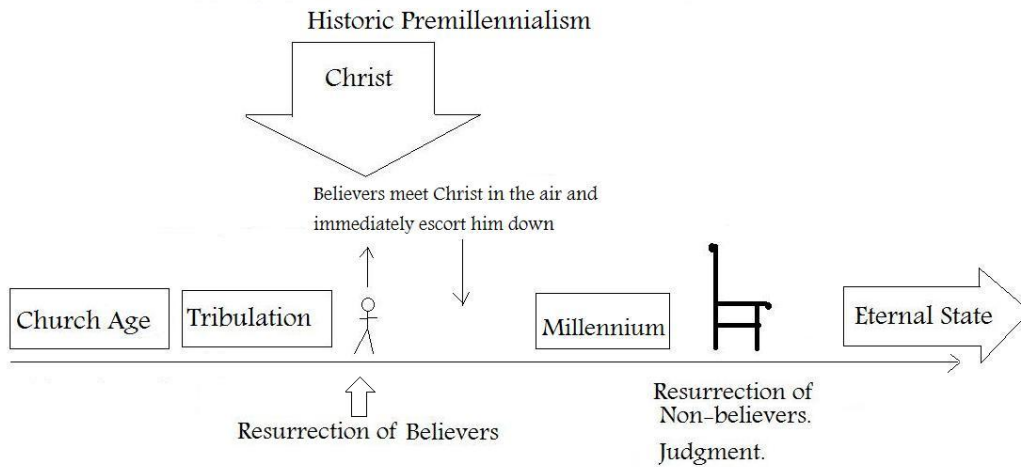 Historic Premillennialism
Christ
Believers meet Christ in the air and
immediately escort him down
Church Age
Tribulation
Millennium
Eternal State
Resurrection of Believers
Resurrection of
Non-believers.
Judgment.